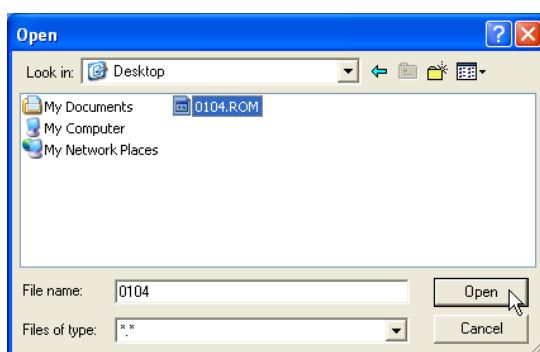 Open
Look in: Desktop
My Documents 0104.ROM
My Computer
My Network Places
File name: 0104 Open
Files of type: *.* Cancel